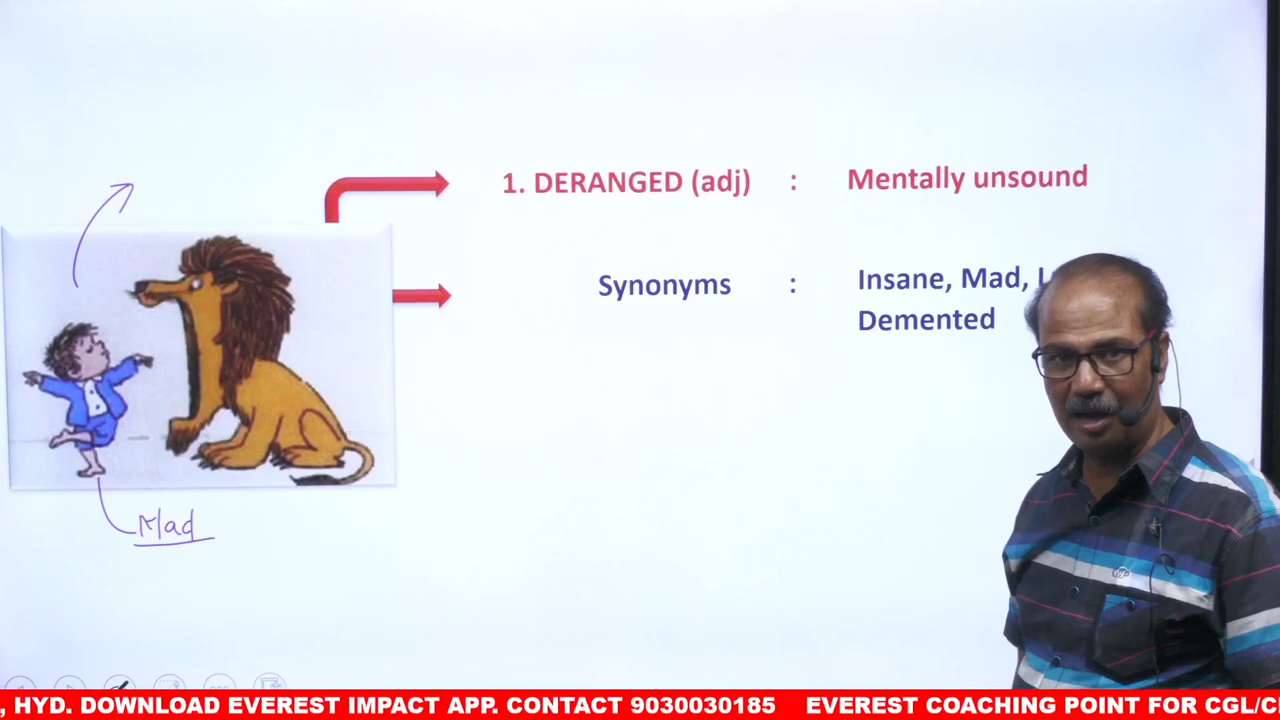 1. DERANGED (adj) : Mentally unsound
Synonyms : Insane, Mad,
Demented
Mad
, HYD. DOWNLOAD EVEREST IMPACT APP. CONTACT 9030030185 EVEREST COACHING POINT FOR CGL/C